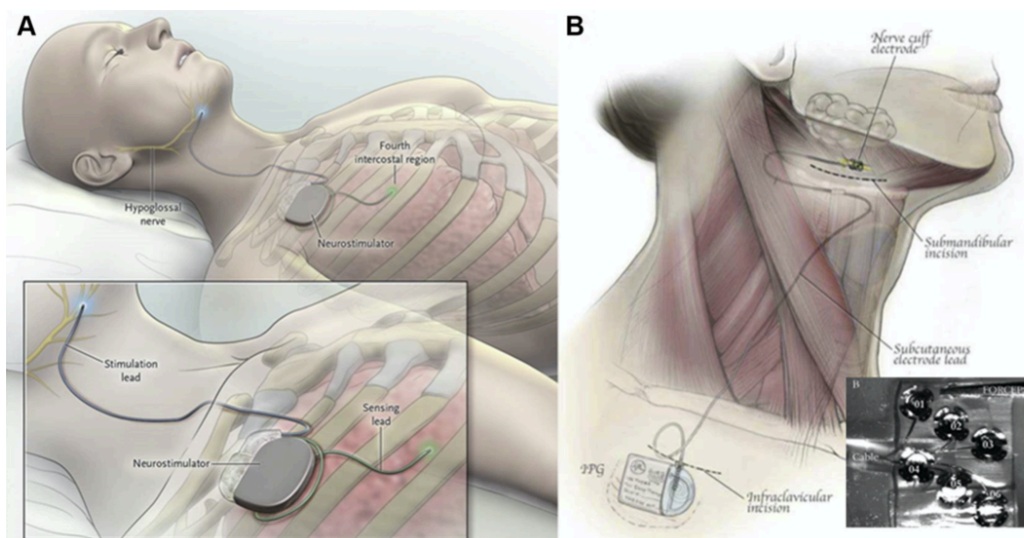 A
Fourth
intercostal region
Hypoglossal
nerve
Neurostimulator
Stimulation
lead
Sensing
lead
Neurostimulator
B
Nerve cuff
electrode
Submandibular
incision
Subcutaneous
electrode lead
IPG
Infraclavicular
incision
B
FORCEPS
01
02
03
Cable
04